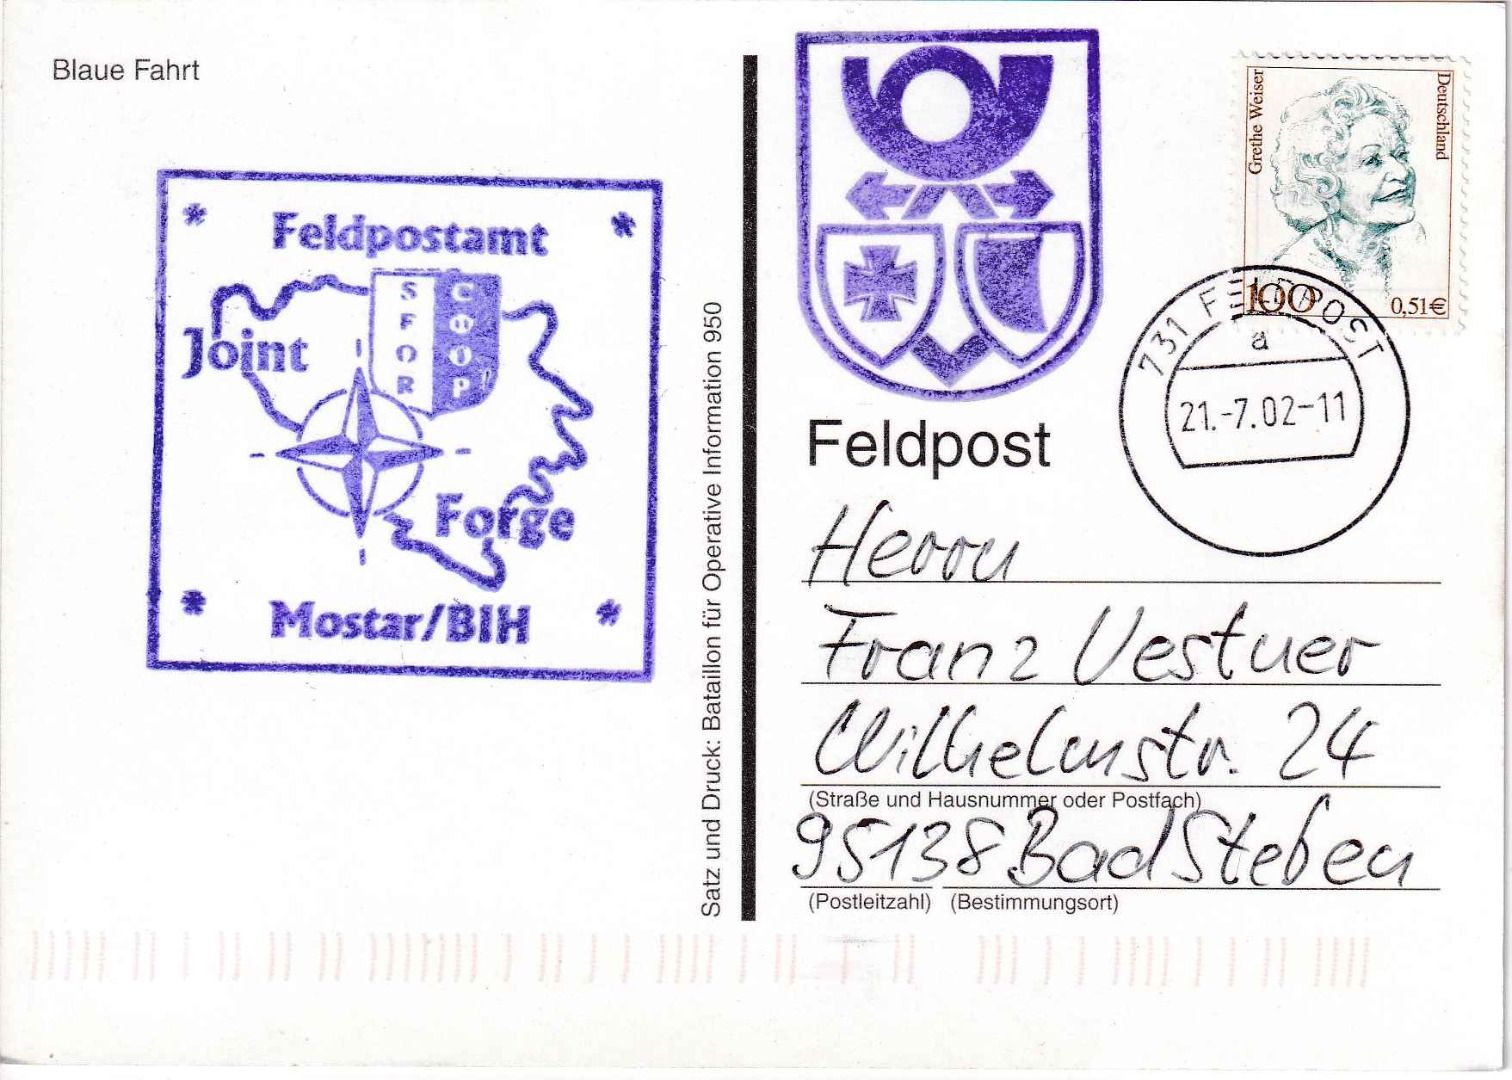 Blaue Fahrt
Feldpostamt
SFOR
COOP
Joint
Forge
Mostar/BIH
Satz und Druck: Bataillon für Operative Information 950
Grethe Weiser
Deutschland
100
0,51€
731 FELDPOST
a
21.-7.02-11
Feldpost
Herrn
Franz Vestner
Wilhelmstr. 24
(Straße und Hausnummer oder Postfach)
95138 Bad Steben
(Postleitzahl) (Bestimmungsort)